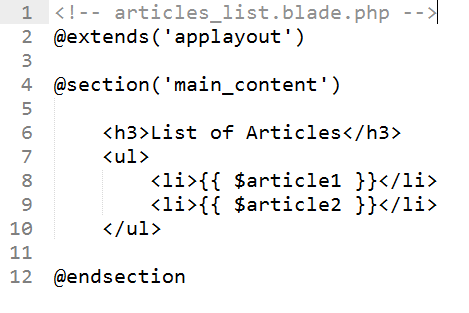 1 <!-- articles_list.blade.php -->
2 @extends('applayout')
3
4 @section('main_content')
5
6 <h3>List of Articles</h3>
7 <ul>
8 <li>{{ $article1 }}</li>
9 <li>{{ $article2 }}</li>
10 </ul>
11
12 @endsection